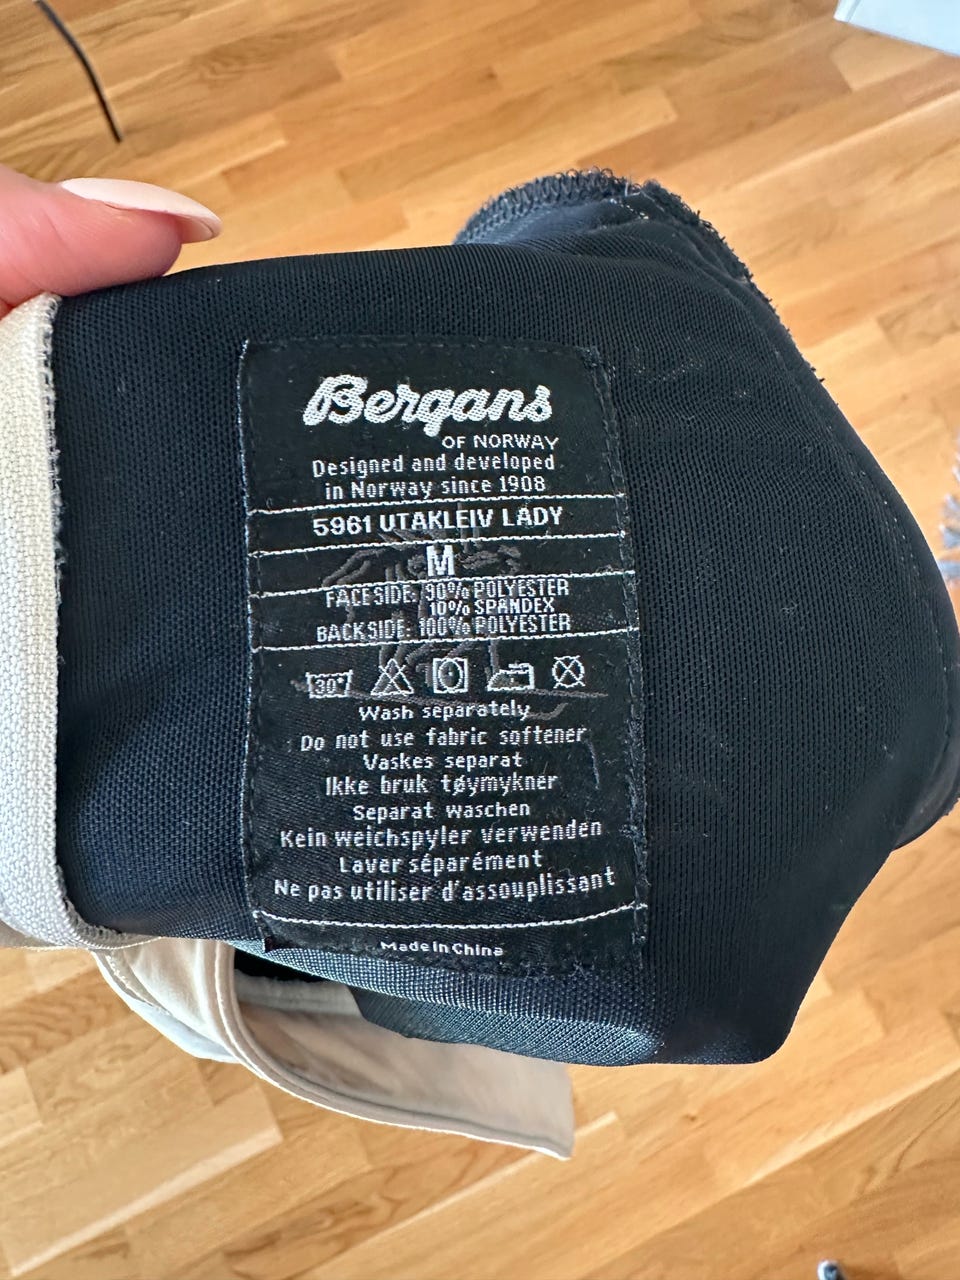 Bergans
OF NORWAY
Designed and developed
in Norway since 1908
5961 UTAKLEIV LADY
M
FACE SIDE: 90% POLYESTER
10% SPANDEX
BACKSIDE: 100% POLYESTER
30°
Wash separately
Do not use fabric softener
Vaskes separat
Ikke bruk tøymykner
Separat waschen
Kein weichspyler verwenden
Laver séparément
Ne pas utiliser d'assouplissant
Made in China